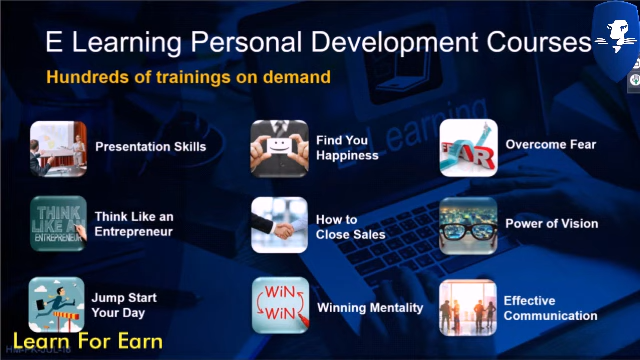 E Learning Personal Development Courses
Hundreds of trainings on demand
Presentation Skills
Find You
Happiness
FEAR
Overcome Fear
THINK
LIKE AN
ENTREPRENEUR
Think Like an
Entrepreneur
How to
Close Sales
Power of Vision
Jump Start
Your Day
WiN
WiN
Winning Mentality
Effective
Communication
Learn For Earn
Learning